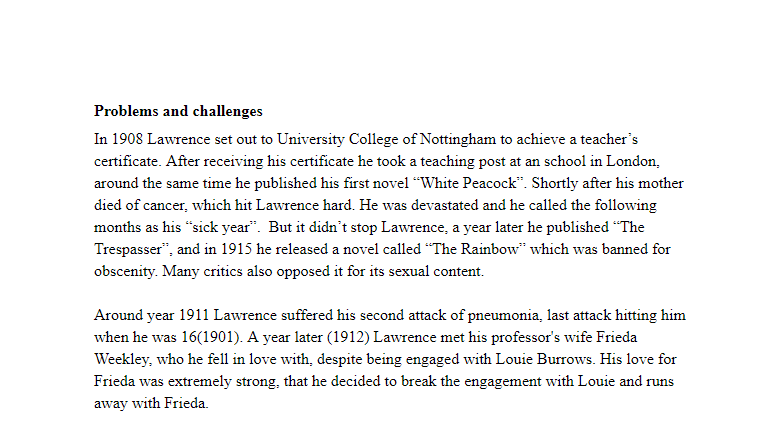 Problems and challenges
In 1908 Lawrence set out to University College of Nottingham to achieve a teacher’s
certificate. After receiving his certificate he took a teaching post at an school in London,
around the same time he published his first novel “White Peacock”. Shortly after his mother
died of cancer, which hit Lawrence hard. He was devastated and he called the following
months as his “sick year”.  But it didn’t stop Lawrence, a year later he published “The
Trespasser”, and in 1915 he released a novel called “The Rainbow” which was banned for
obscenity. Many critics also opposed it for its sexual content.
Around year 1911 Lawrence suffered his second attack of pneumonia, last attack hitting him
when he was 16(1901). A year later (1912) Lawrence met his professor's wife Frieda
Weekley, who he fell in love with, despite being engaged with Louie Burrows. His love for
Frieda was extremely strong, that he decided to break the engagement with Louie and runs
away with Frieda.